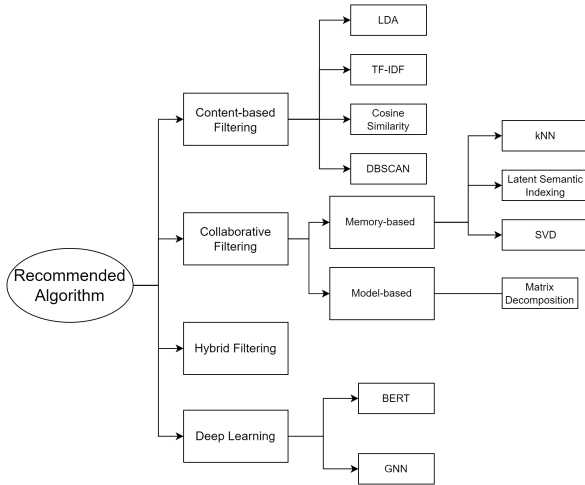 Recommended
Algorithm
Content-based
Filtering
LDA
TF-IDF
Cosine
Similarity
DBSCAN
Collaborative
Filtering
Memory-based
kNN
Latent Semantic
Indexing
SVD
Model-based
Matrix
Decomposition
Hybrid Filtering
Deep Learning
BERT
GNN